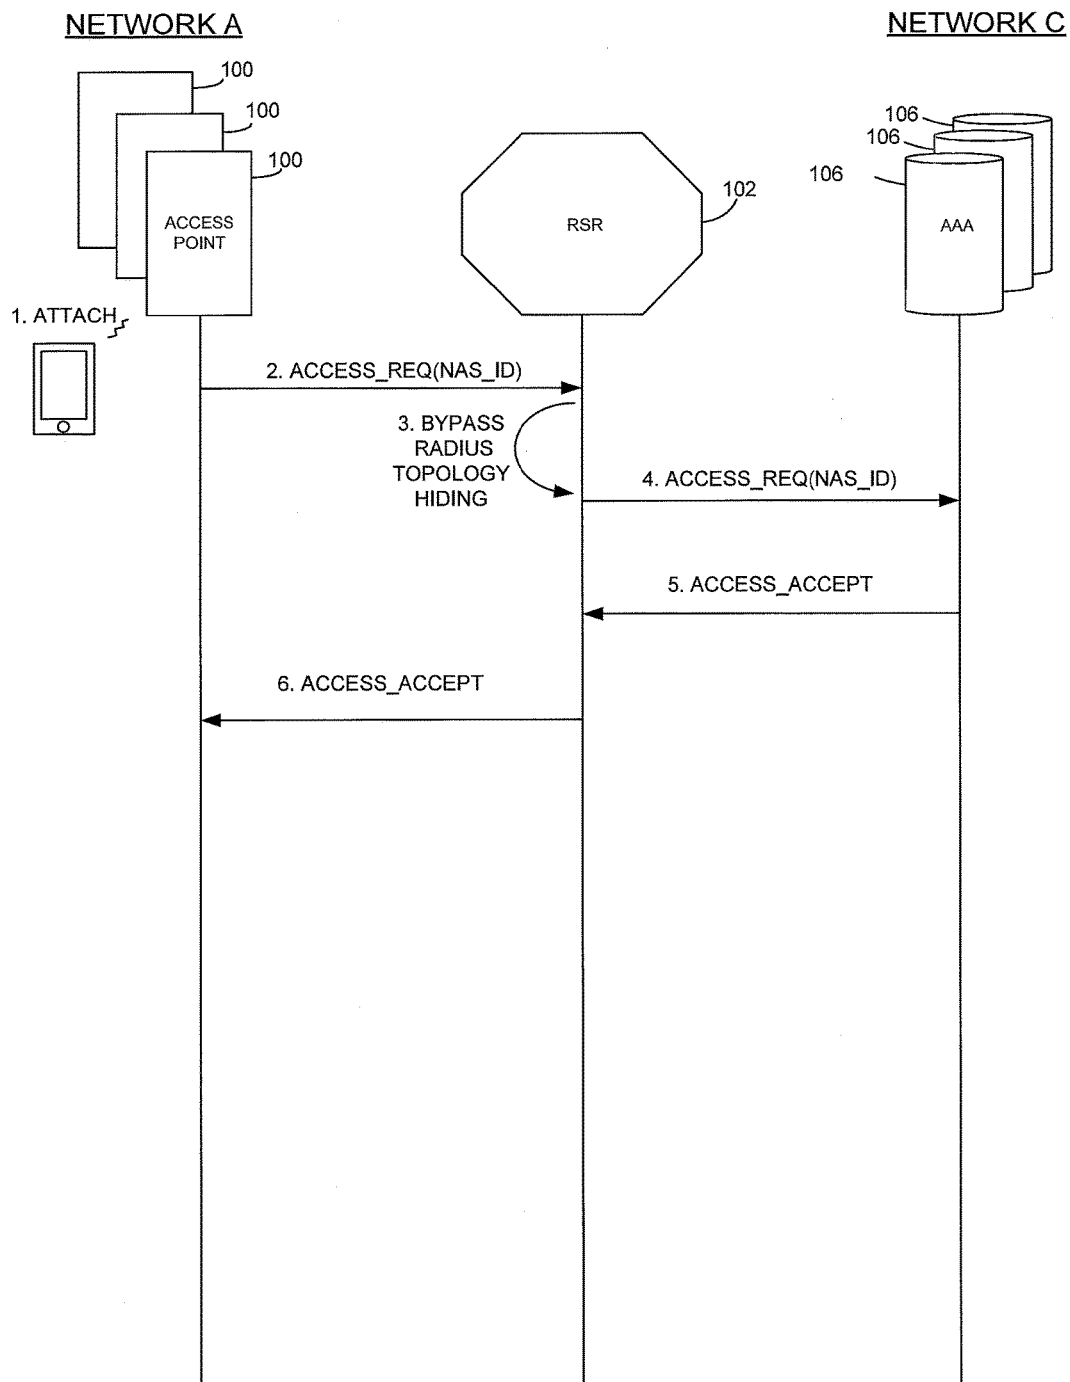 NETWORK A
NETWORK C
100
100
100
ACCESS
POINT
RSR
102
106
106
106
AAA
1. ATTACH
2. ACCESS_REQ(NAS_ID)
3. BYPASS
RADIUS
TOPOLOGY
HIDING
4. ACCESS_REQ(NAS_ID)
5. ACCESS_ACCEPT
6. ACCESS_ACCEPT